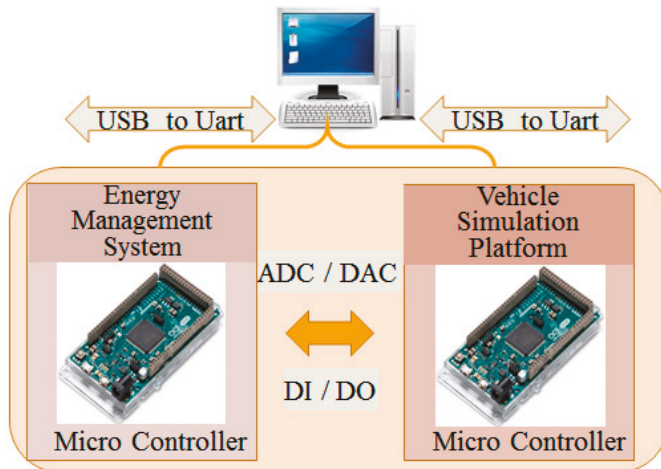 USB to Uart
USB to Uart
Energy
Management
System
Vehicle
Simulation
Platform
ADC / DAC
DI / DO
Micro Controller
Micro Controller